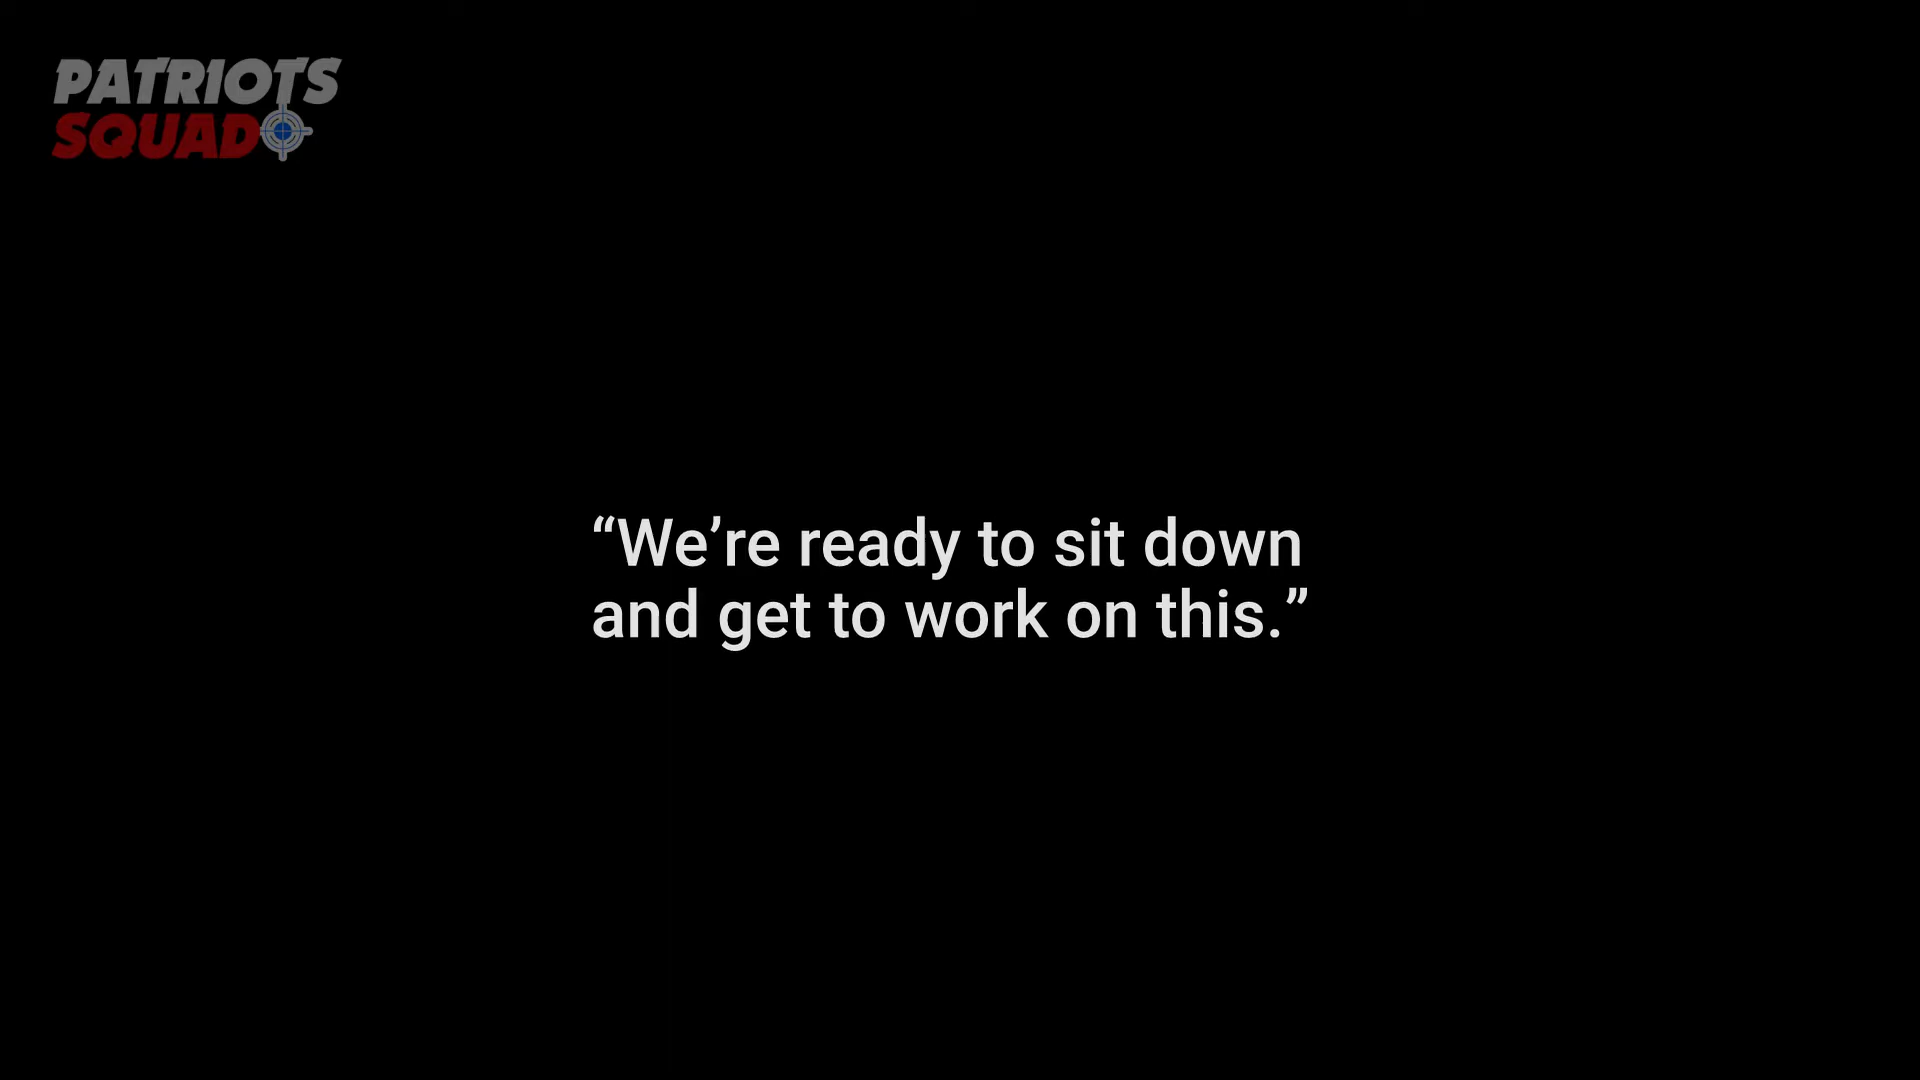 PATRIOTS
SQUAD
“We’re ready to sit down
and get to work on this.”